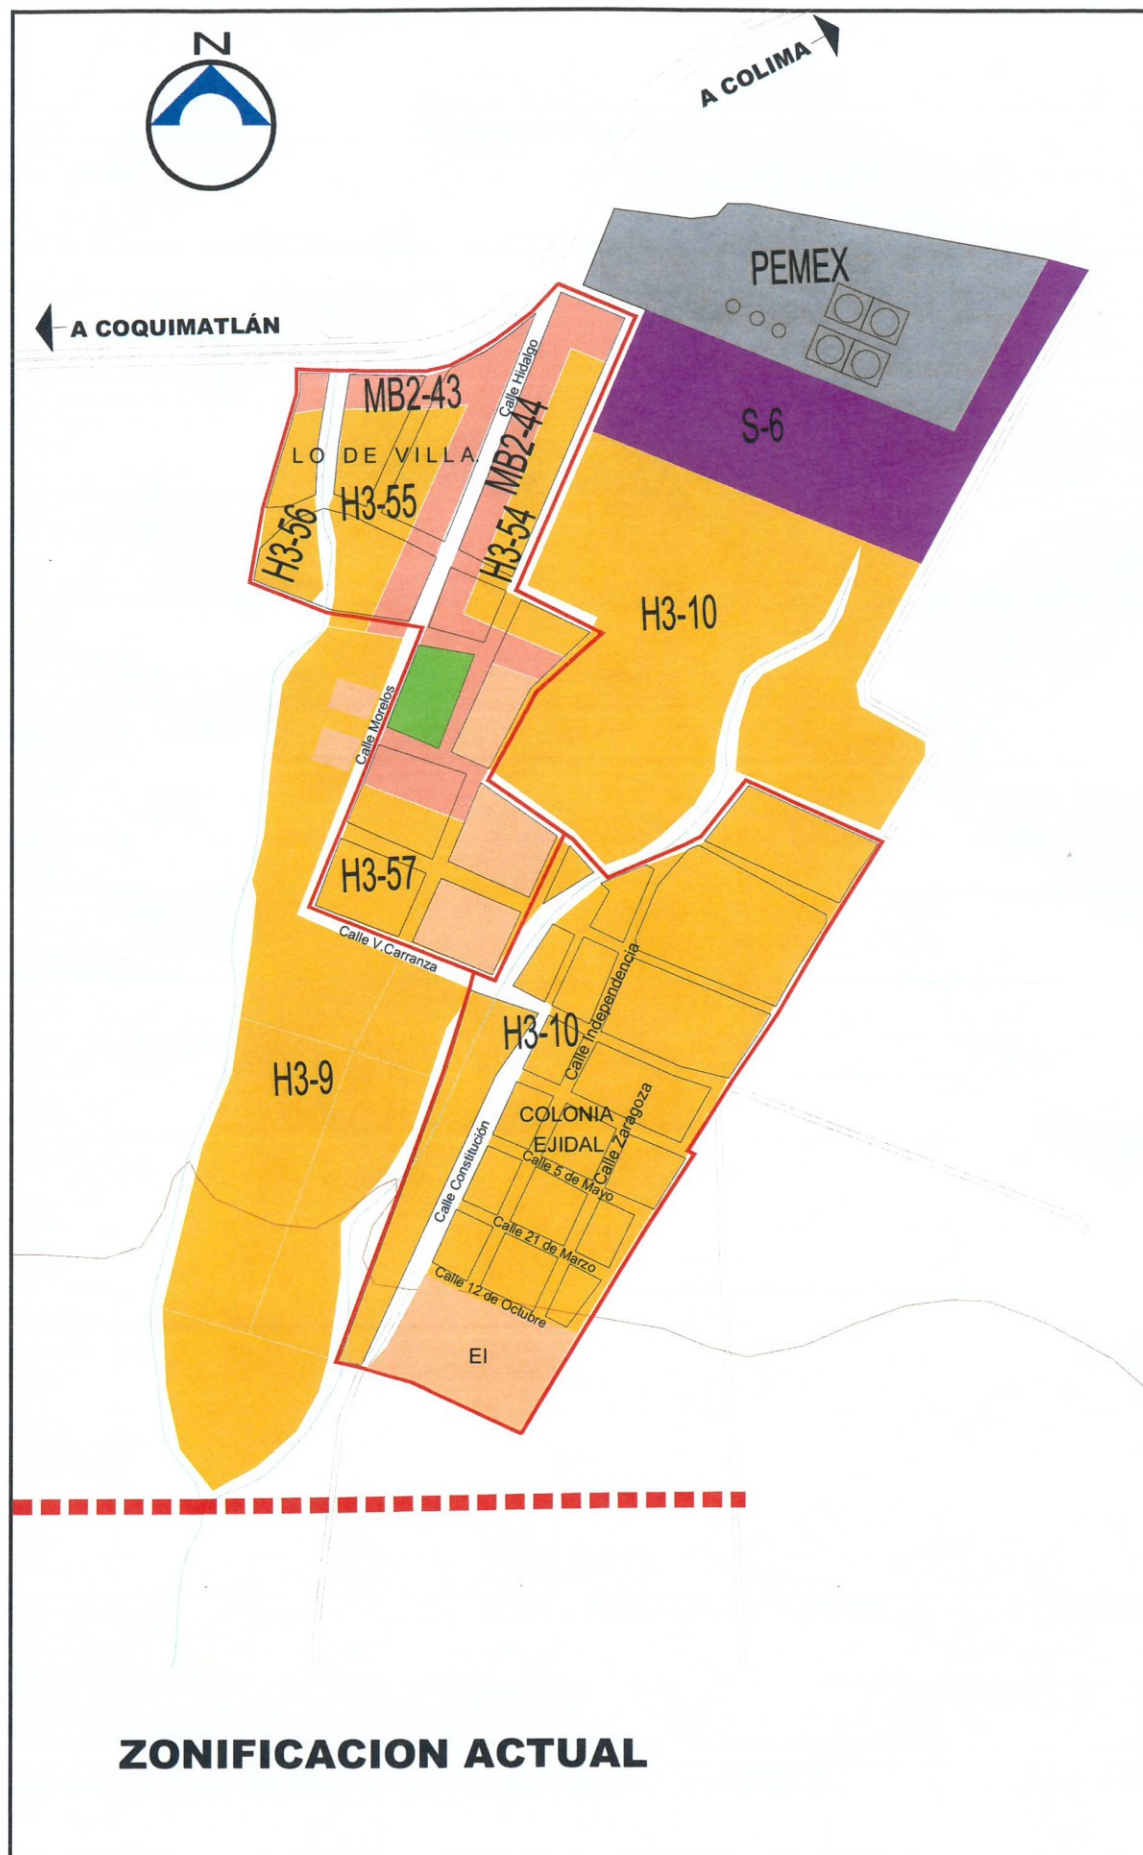 N
A COLIMA
PEMEX
A COQUIMATLÁN
Calle Hidalgo
MB2-43
MB2-44
S-6
LO DE VILLA.
H3-55
H3-56
H3-54
H3-10
Calle Morelos
H3-57
Calle V.Carranza
Calle Independencia
H3-10
H3-9
COLONIA
EJIDAL
Calle Zaragoza
Calle Constitución
Calle 5 de Mayo
Calle 21 de Marzo
Calle 12 de Octubre
EI
ZONIFICACION ACTUAL